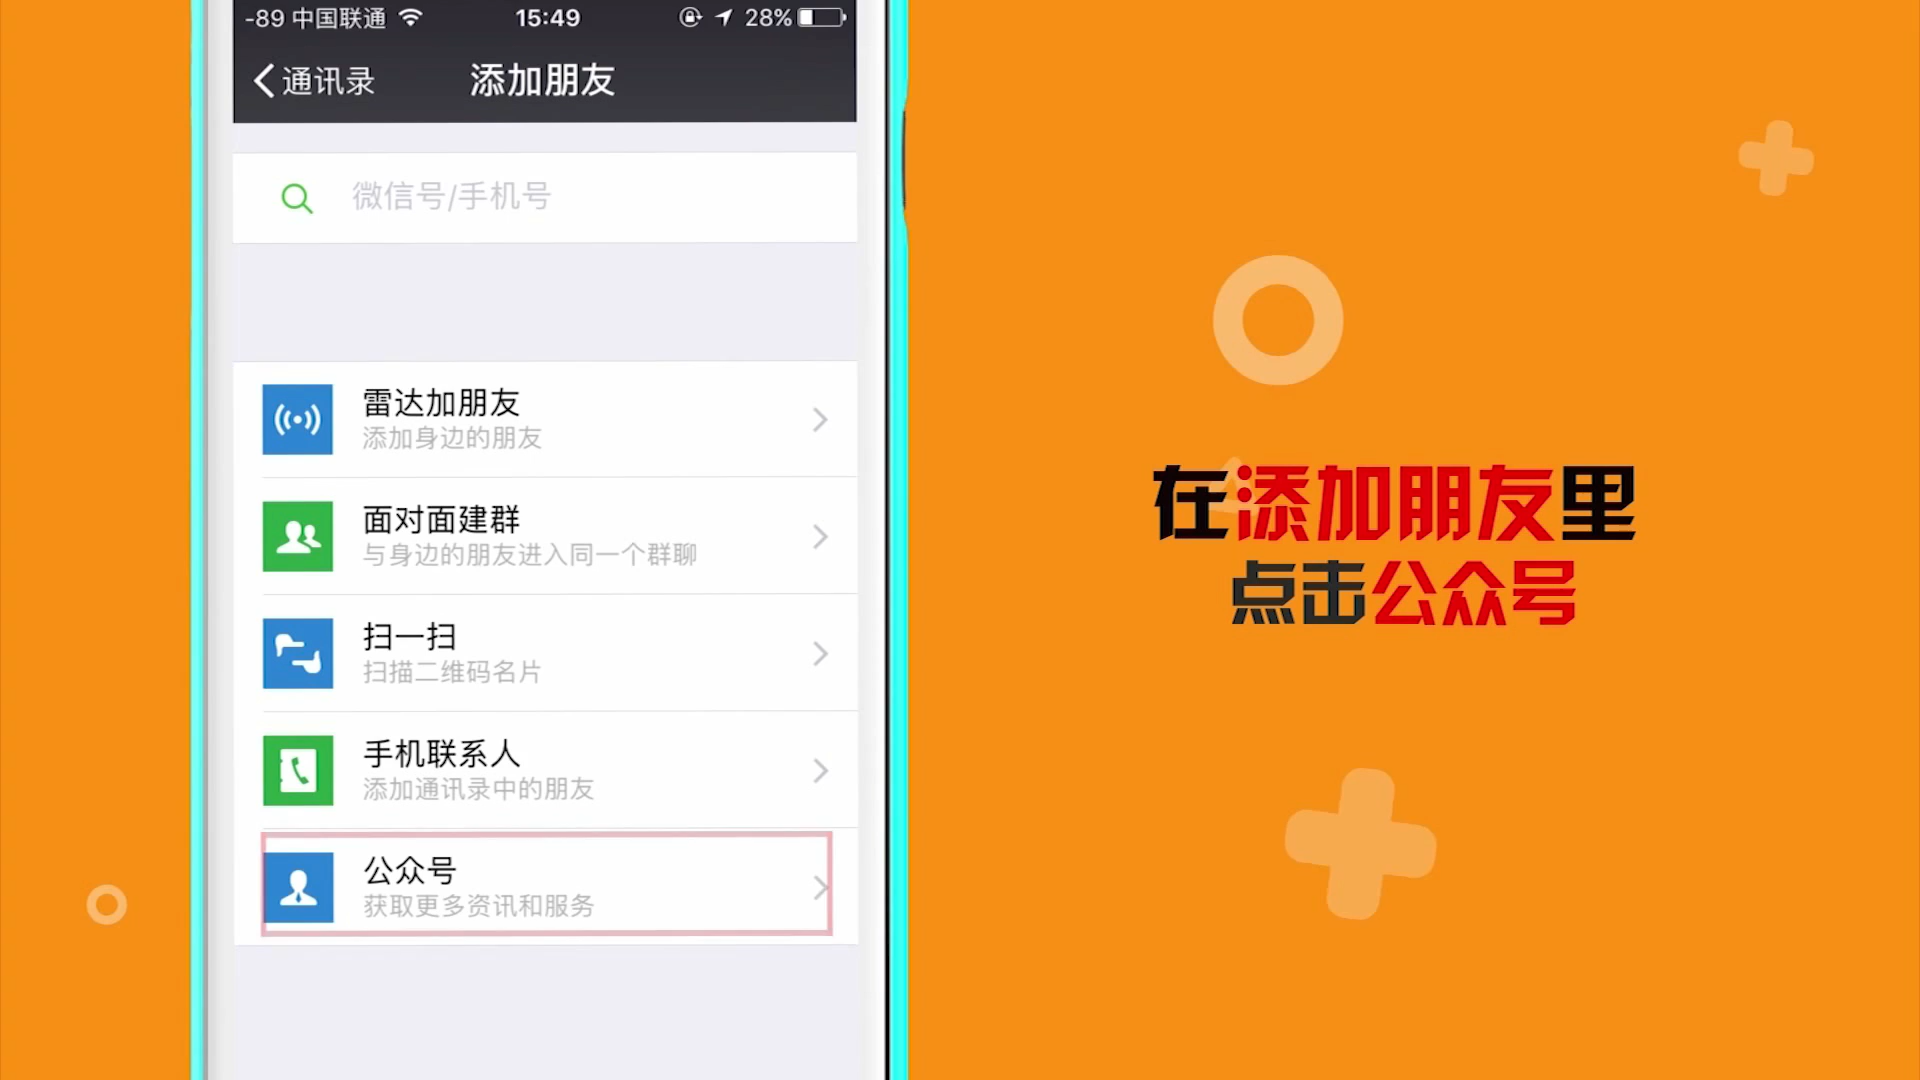 -89 中国联通 15:49 28%
通讯录 添加朋友
微信号/手机号
雷达加朋友
添加身边的朋友
面对面建群
与身边的朋友进入同一个群聊
扫一扫
扫描二维码名片
手机联系人
添加通讯录中的朋友
公众号
获取更多资讯和服务
在添加朋友里
点击公众号